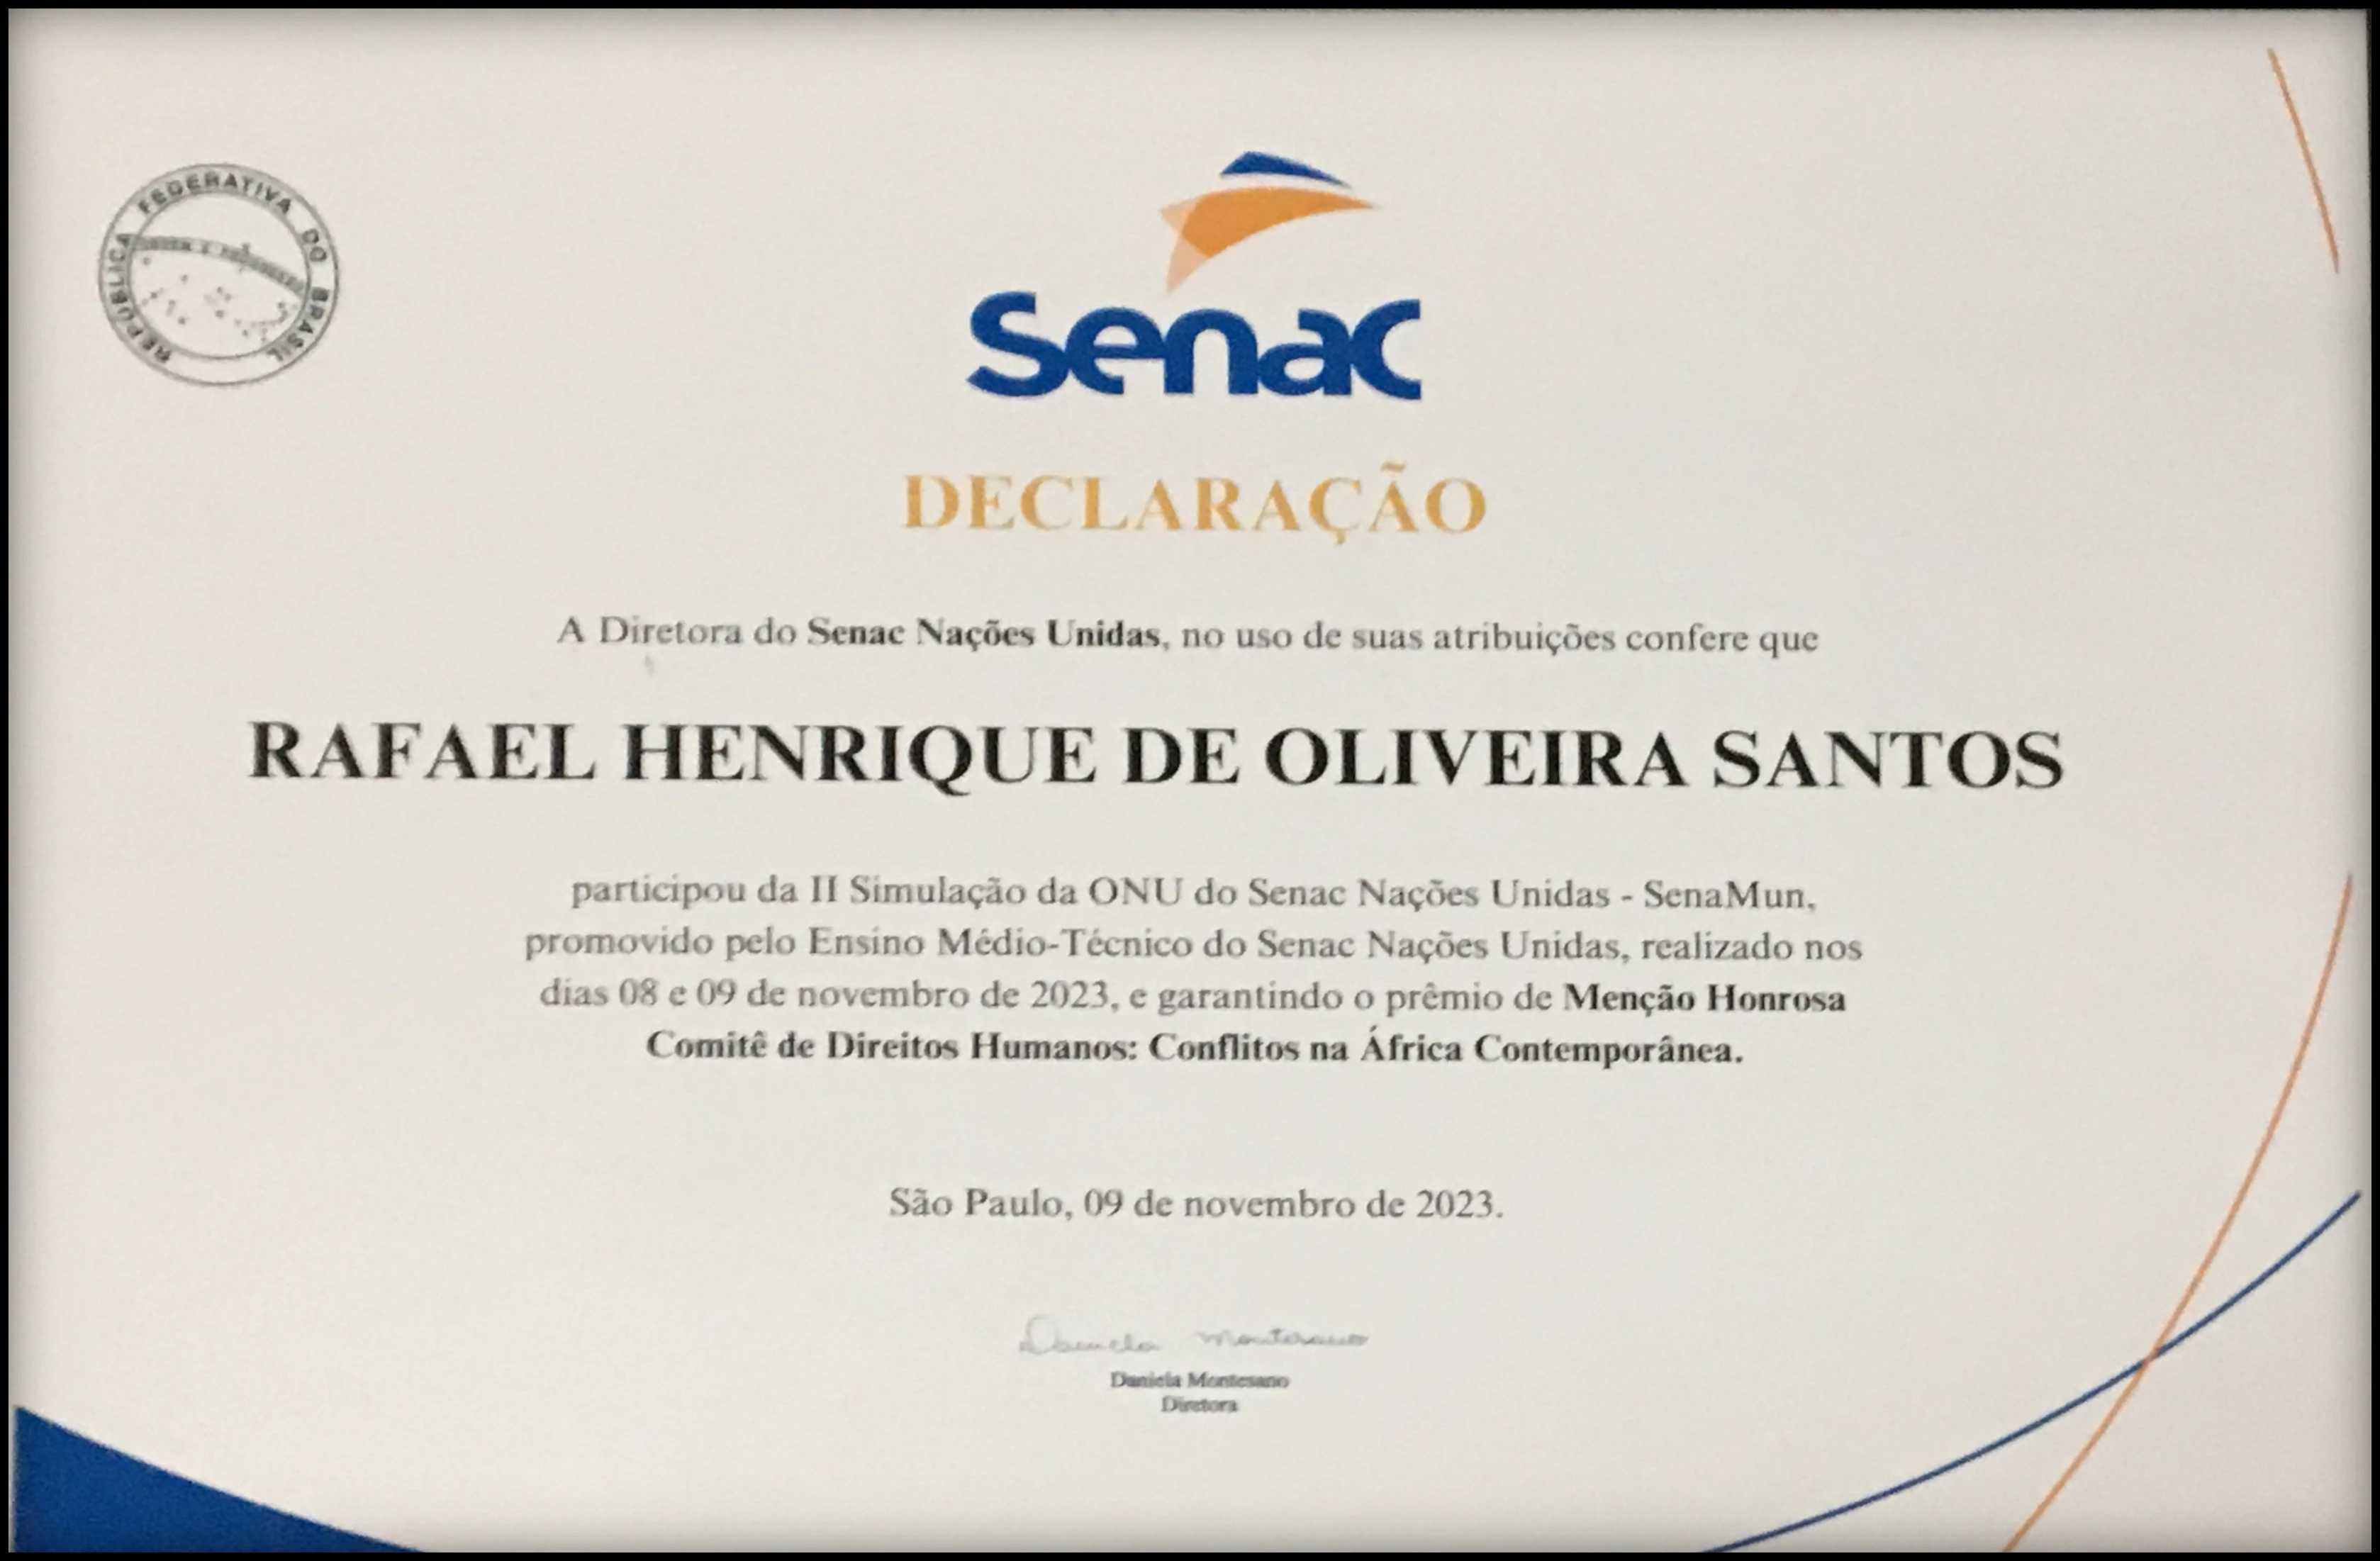 REPÚBLICA FEDERATIVA DO BRASIL
ORDEM E PROGRESSO
Senac
DECLARAÇÃO
A Diretora do Senac Nações Unidas, no uso de suas atribuições confere que
RAFAEL HENRIQUE DE OLIVEIRA SANTOS
participou da II Simulação da ONU do Senac Nações Unidas - SenaMun,
promovido pelo Ensino Médio-Técnico do Senac Nações Unidas, realizado nos
dias 08 e 09 de novembro de 2023, e garantindo o prêmio de Menção Honrosa
Comitê de Direitos Humanos: Conflitos na África Contemporânea.
São Paulo, 09 de novembro de 2023.
Daniela Montesano
Daniela Montesano
Diretora